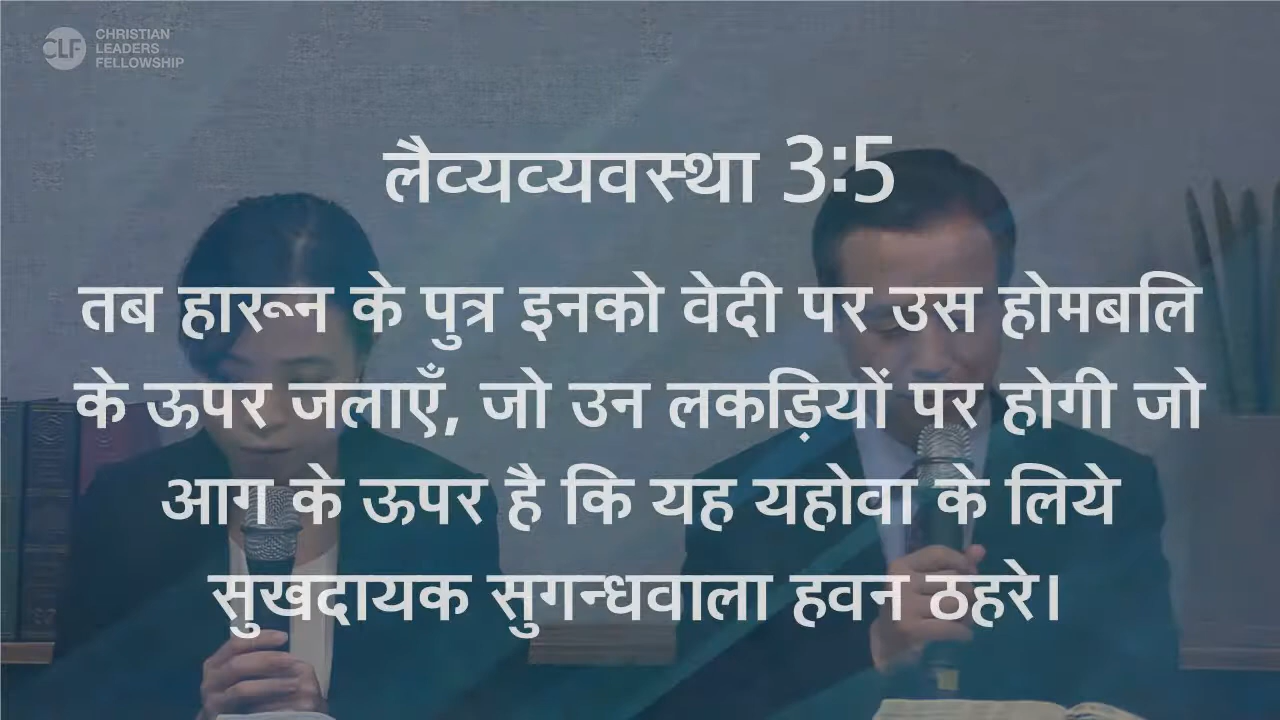 CLF
CHRISTIAN
LEADERS
FELLOWSHIP
लैव्यव्यवस्था 3:5
तब हारून के पुत्र इनको वेदी पर उस होमबलि
के ऊपर जलाएँ, जो उन लकड़ियों पर होगी जो
आग के ऊपर है कि यह यहोवा के लिये
सुखदायक सुगन्धवाला हवन ठहरे।